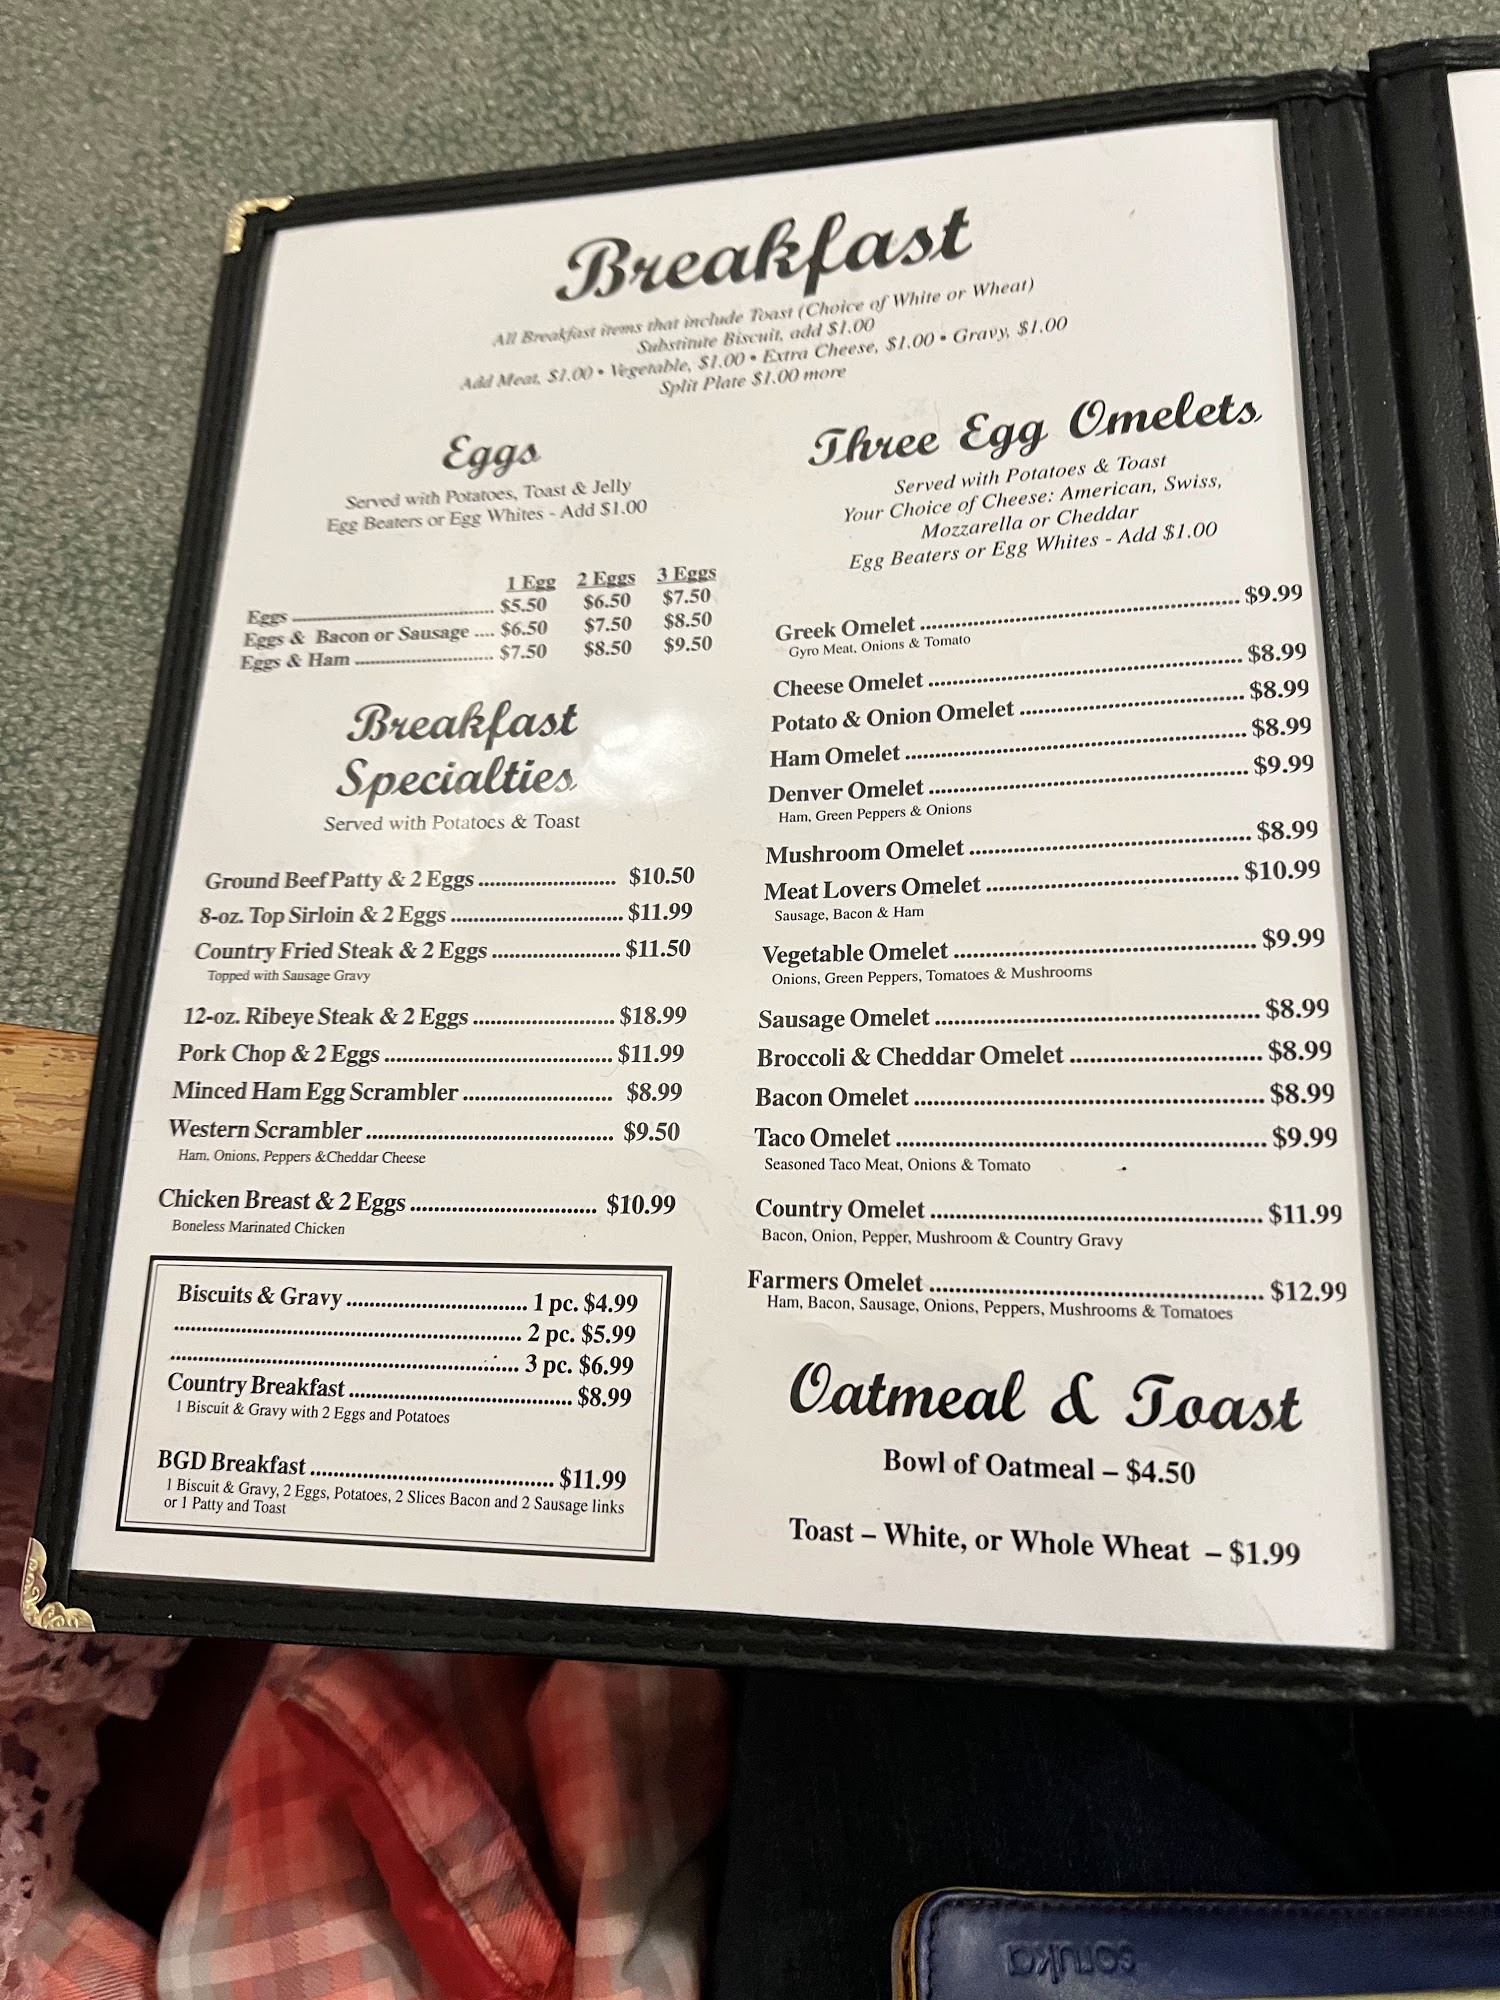 Breakfast
All Breakfast items that include Toast (Choice of White or Wheat)
Substitute Biscuit, add $1.00
Add Meat, $1.00 • Vegetable, $1.00 • Extra Cheese, $1.00 • Gravy, $1.00
Split Plate $1.00 more
Eggs
Served with Potatoes, Toast & Jelly
Egg Beaters or Egg Whites - Add $1.00
1 Egg 2 Eggs 3 Eggs
Eggs $5.50 $6.50 $7.50
Eggs & Bacon or Sausage $6.50 $7.50 $8.50
Eggs & Ham $7.50 $8.50 $9.50
Breakfast
Specialties
Served with Potatoes & Toast
Ground Beef Patty & 2 Eggs $10.50
8-oz. Top Sirloin & 2 Eggs $11.99
Country Fried Steak & 2 Eggs $11.50
Topped with Sausage Gravy
12-oz. Ribeye Steak & 2 Eggs $18.99
Pork Chop & 2 Eggs $11.99
Minced Ham Egg Scrambler $8.99
Western Scrambler $9.50
Ham, Onions, Peppers &Cheddar Cheese
Chicken Breast & 2 Eggs $10.99
Boneless Marinated Chicken
Biscuits & Gravy 1 pc. $4.99
2 pc. $5.99
3 pc. $6.99
Country Breakfast $8.99
1 Biscuit & Gravy with 2 Eggs and Potatoes
BGD Breakfast $11.99
1 Biscuit & Gravy, 2 Eggs, Potatoes, 2 Slices Bacon and 2 Sausage links
or 1 Patty and Toast
Three Egg Omelets
Served with Potatoes & Toast
Your Choice of Cheese: American, Swiss,
Mozzarella or Cheddar
Egg Beaters or Egg Whites - Add $1.00
Greek Omelet $9.99
Gyro Meat, Onions & Tomato
Cheese Omelet $8.99
Potato & Onion Omelet $8.99
Ham Omelet $8.99
Denver Omelet $9.99
Ham, Green Peppers & Onions
Mushroom Omelet $8.99
Meat Lovers Omelet $10.99
Sausage, Bacon & Ham
Vegetable Omelet $9.99
Onions, Green Peppers, Tomatoes & Mushrooms
Sausage Omelet $8.99
Broccoli & Cheddar Omelet $8.99
Bacon Omelet $8.99
Taco Omelet $9.99
Seasoned Taco Meat, Onions & Tomato
Country Omelet $11.99
Bacon, Onion, Pepper, Mushroom & Country Gravy
Farmers Omelet $12.99
Ham, Bacon, Sausage, Onions, Peppers, Mushrooms & Tomatoes
Oatmeal & Toast
Bowl of Oatmeal – $4.50
Toast – White, or Whole Wheat – $1.99
soruka